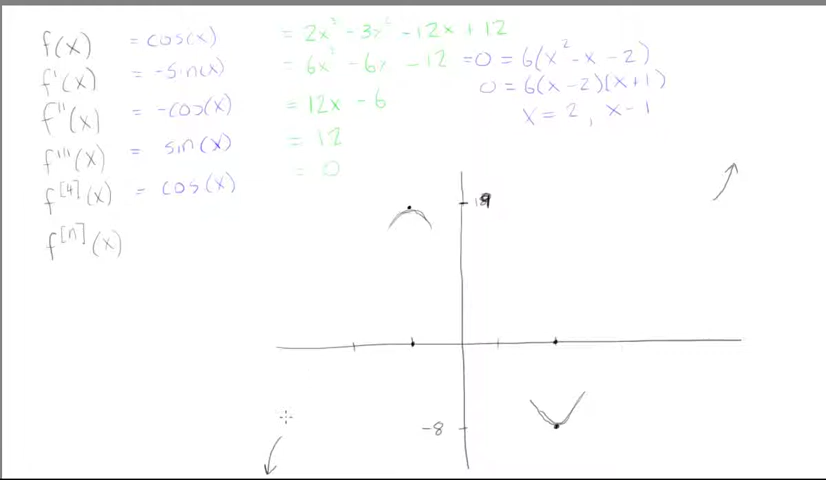 f(x) = cos(x) = 2x³ - 3x² - 12x + 12
f'(x) = -sin(x) = 6x² - 6x - 12 = 0 = 6(x² - x - 2)
0 = 6(x - 2)(x + 1)
f''(x) = -cos(x) = 12x - 6 x = 2, x - 1
f'''(x) = sin(x) = 12
f[4](x) = cos(x) = 0
f[n](x)
19
-8